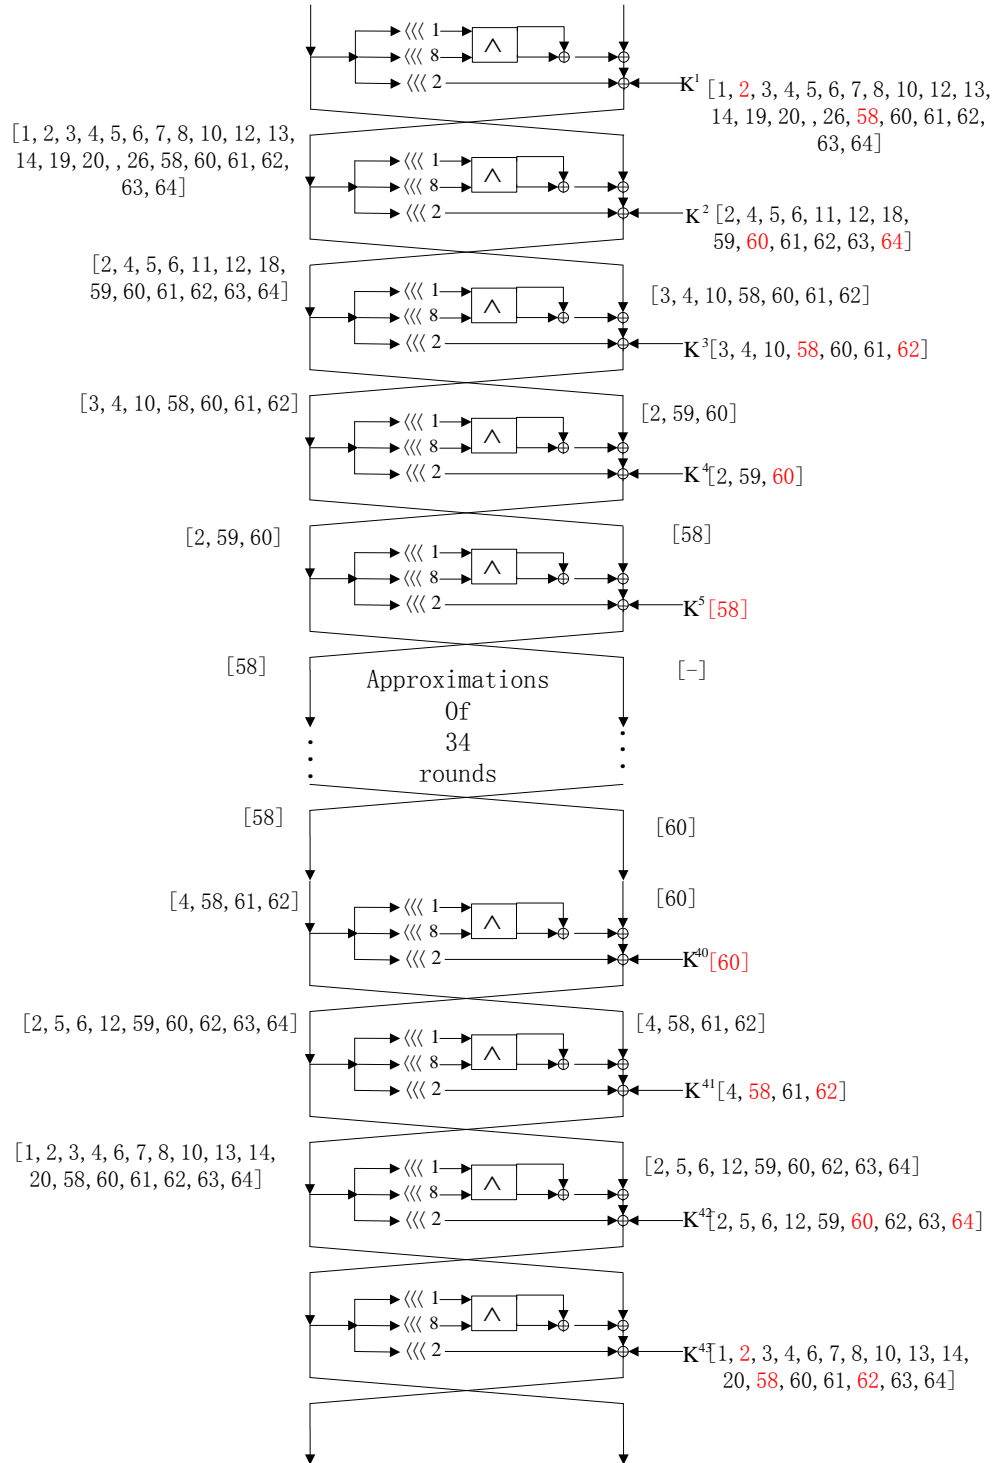 ⟨⟨⟨ 1
∧
⟨⟨⟨ 8
⟨⟨⟨ 2
K1 [1, 2, 3, 4, 5, 6, 7, 8, 10, 12, 13,
14, 19, 20, , 26, 58, 60, 61, 62,
63, 64]
[1, 2, 3, 4, 5, 6, 7, 8, 10, 12, 13,
14, 19, 20, , 26, 58, 60, 61, 62,
63, 64]
⟨⟨⟨ 1
∧
⟨⟨⟨ 8
⟨⟨⟨ 2
K2 [2, 4, 5, 6, 11, 12, 18,
59, 60, 61, 62, 63, 64]
[2, 4, 5, 6, 11, 12, 18,
59, 60, 61, 62, 63, 64]
[3, 4, 10, 58, 60, 61, 62]
⟨⟨⟨ 1
∧
⟨⟨⟨ 8
⟨⟨⟨ 2
K3 [3, 4, 10, 58, 60, 61, 62]
[3, 4, 10, 58, 60, 61, 62]
[2, 59, 60]
⟨⟨⟨ 1
∧
⟨⟨⟨ 8
⟨⟨⟨ 2
K4 [2, 59, 60]
[2, 59, 60]
[58]
⟨⟨⟨ 1
∧
⟨⟨⟨ 8
⟨⟨⟨ 2
K5 [58]
[58]
[-]
Approximations
Of
34
rounds
[58]
[60]
[4, 58, 61, 62]
[60]
⟨⟨⟨ 1
∧
⟨⟨⟨ 8
⟨⟨⟨ 2
K40 [60]
[2, 5, 6, 12, 59, 60, 62, 63, 64]
[4, 58, 61, 62]
⟨⟨⟨ 1
∧
⟨⟨⟨ 8
⟨⟨⟨ 2
K41 [4, 58, 61, 62]
[1, 2, 3, 4, 6, 7, 8, 10, 13, 14,
20, 58, 60, 61, 62, 63, 64]
[2, 5, 6, 12, 59, 60, 62, 63, 64]
⟨⟨⟨ 1
∧
⟨⟨⟨ 8
⟨⟨⟨ 2
K42 [2, 5, 6, 12, 59, 60, 62, 63, 64]
⟨⟨⟨ 1
∧
⟨⟨⟨ 8
⟨⟨⟨ 2
K43 [1, 2, 3, 4, 6, 7, 8, 10, 13, 14,
20, 58, 60, 61, 62, 63, 64]